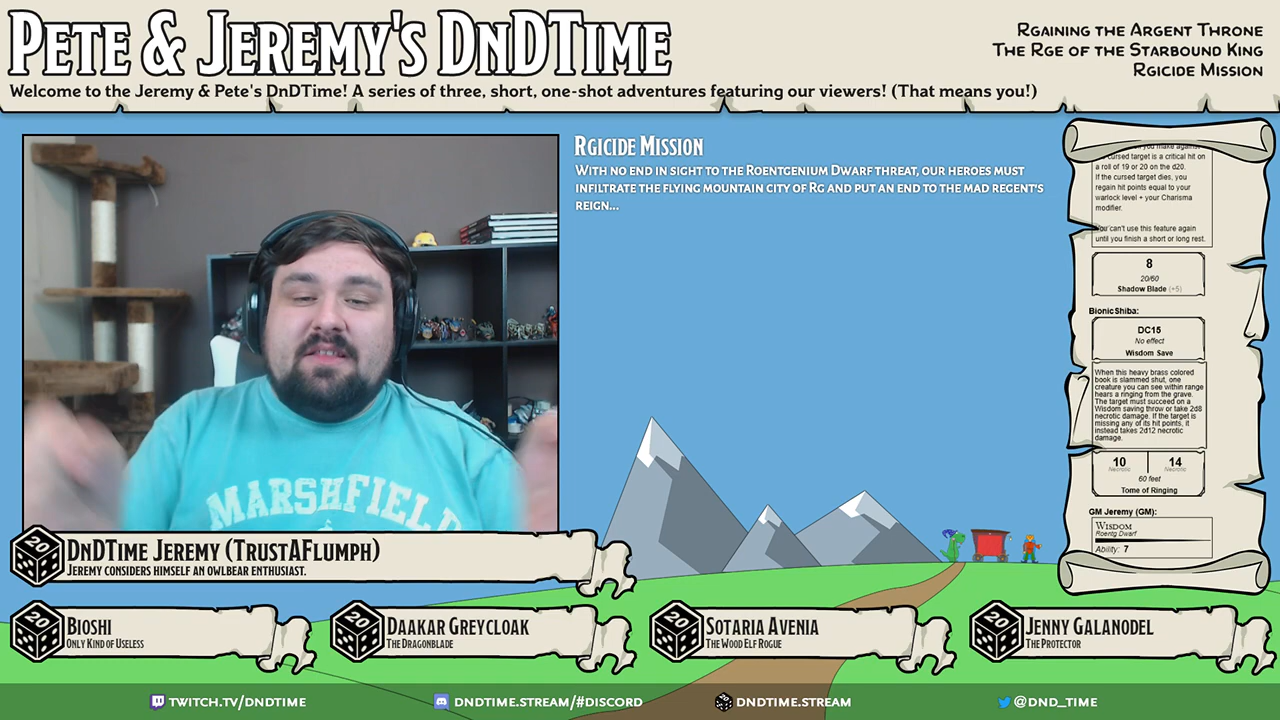 Pete & Jeremy's DnDTime
Welcome to the Jeremy & Pete's DnDTime! A series of three, short, one-shot adventures featuring our viewers! (That means you!)
Rgaining the Argent Throne
The Rge of the Starbound King
Rgicide Mission
Rgicide Mission
With no end in sight to the Roentgenium Dwarf threat, our heroes must
infiltrate the flying mountain city of Rg and put an end to the mad regent's
reign...
you make against
cursed target is a critical hit on
a roll of 19 or 20 on the d20.
If the cursed target dies, you
regain hit points equal to your
warlock level + your Charisma
modifier.
You can't use this feature again
until you finish a short or long rest.
8
20/60
Shadow Blade (+5)
BionicShiba:
DC15
No effect
Wisdom Save
When this heavy brass colored
book is slammed shut, one
creature you can see within range
hears a ringing from the grave.
The target must succeed on a
Wisdom saving throw or take 2d8
necrotic damage. If the target is
missing any of its hit points, it
instead takes 2d12 necrotic
damage.
10 14
Necrotic Necrotic
60 feet
Tome of Ringing
GM Jeremy (GM):
Wisdom
Roentg Dwarf
Ability: 7
MARSHFIELD
20
DnDTime Jeremy (TrustAFlumph)
Jeremy considers himself an owlbear enthusiast.
20
Bioshi
Only Kind of Useless
20
Daakar Greycloak
The Dragonblade
20
Sotaria Avenia
The Wood Elf Rogue
20
Jenny Galanodel
The Protector
twitch.tv/dndtime
dndtime.stream/#discord
dndtime.stream
@dnd_time